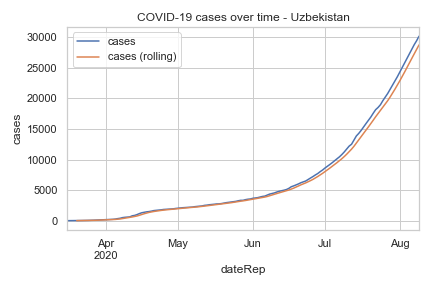 COVID-19 cases over time - Uzbekistan
cases
cases (rolling)
30000
25000
20000
15000
10000
5000
0
cases
Apr
2020
May
Jun
Jul
Aug
dateRep